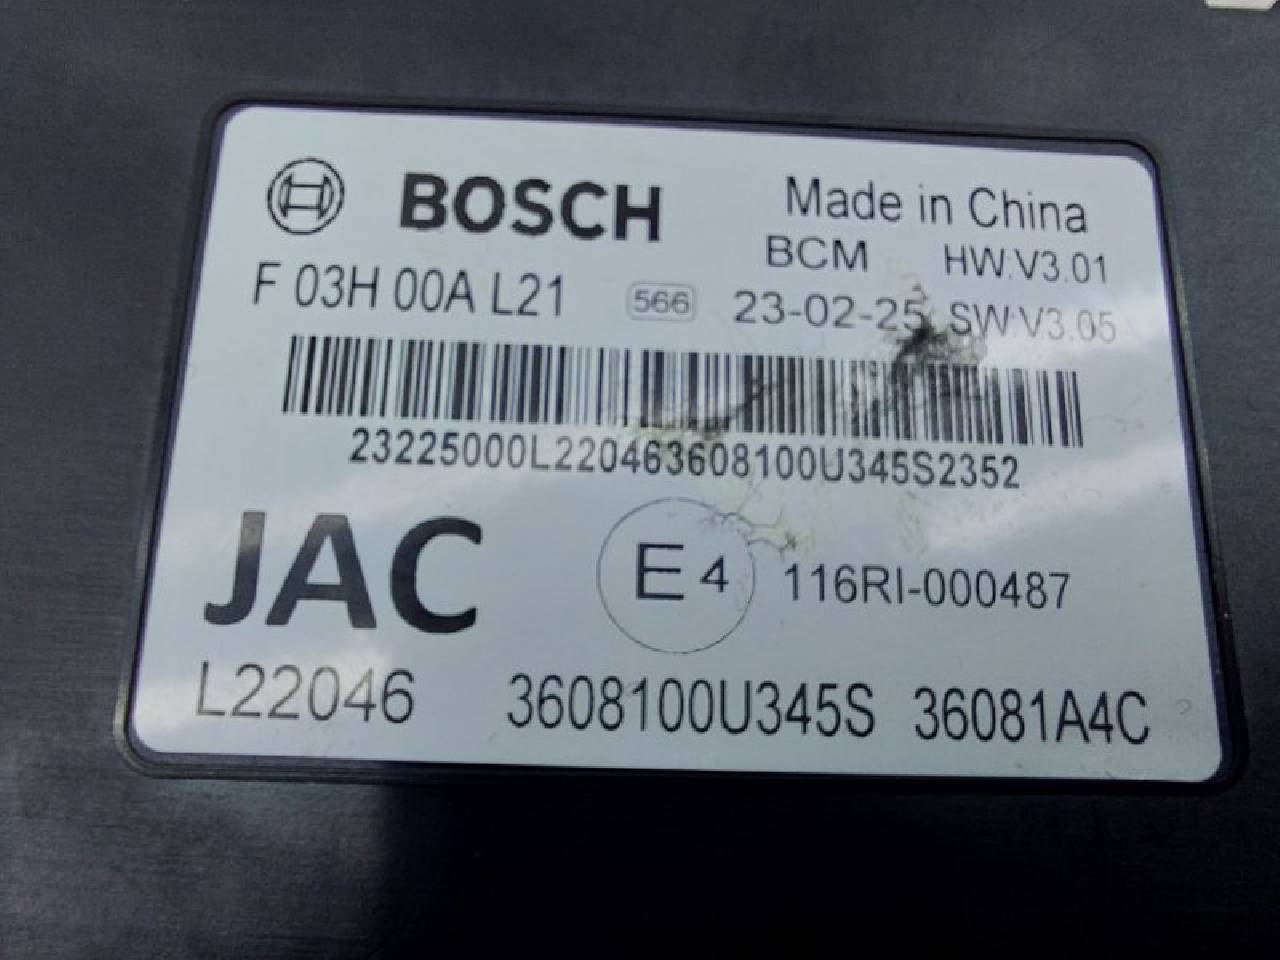 BOSCH Made in China
BCM HW:V3.01
F 03H 00A L21 566 23-02-25 SW:V3.05
23225000L220463608100U345S2352
JAC E4 116RI-000487
L22046 3608100U345S 36081A4C